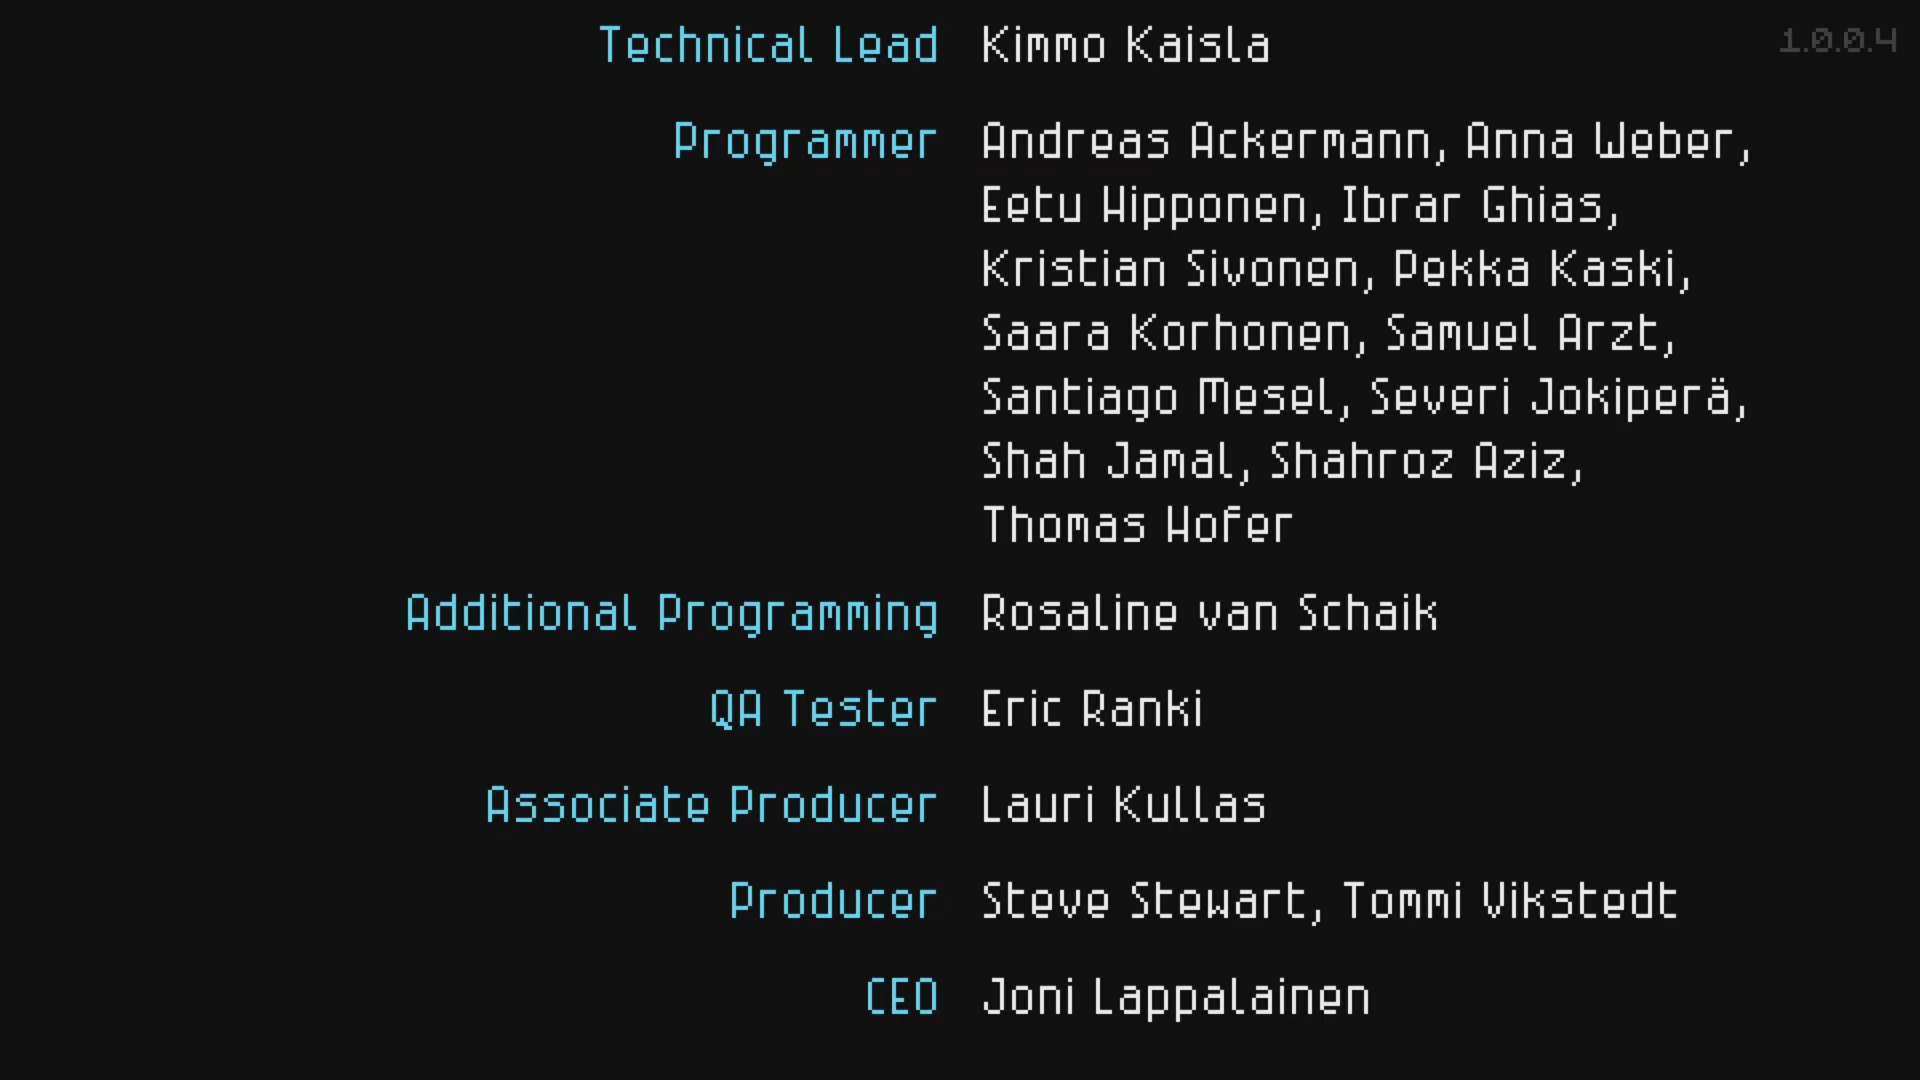 Technical Lead Kimmo Kaisla
1.0.0.4
Programmer Andreas Ackermann, Anna Weber,
Eetu Hipponen, Ibrar Ghias,
Kristian Sivonen, Pekka Kaski,
Saara Korhonen, Samuel Arzt,
Santiago Mesel, Severi Jokiperä,
Shah Jamal, Shahroz Aziz,
Thomas Hofer
Additional Programming Rosaline van Schaik
QA Tester Eric Ranki
Associate Producer Lauri Kullas
Producer Steve Stewart, Tommi Vikstedt
CEO Joni Lappalainen